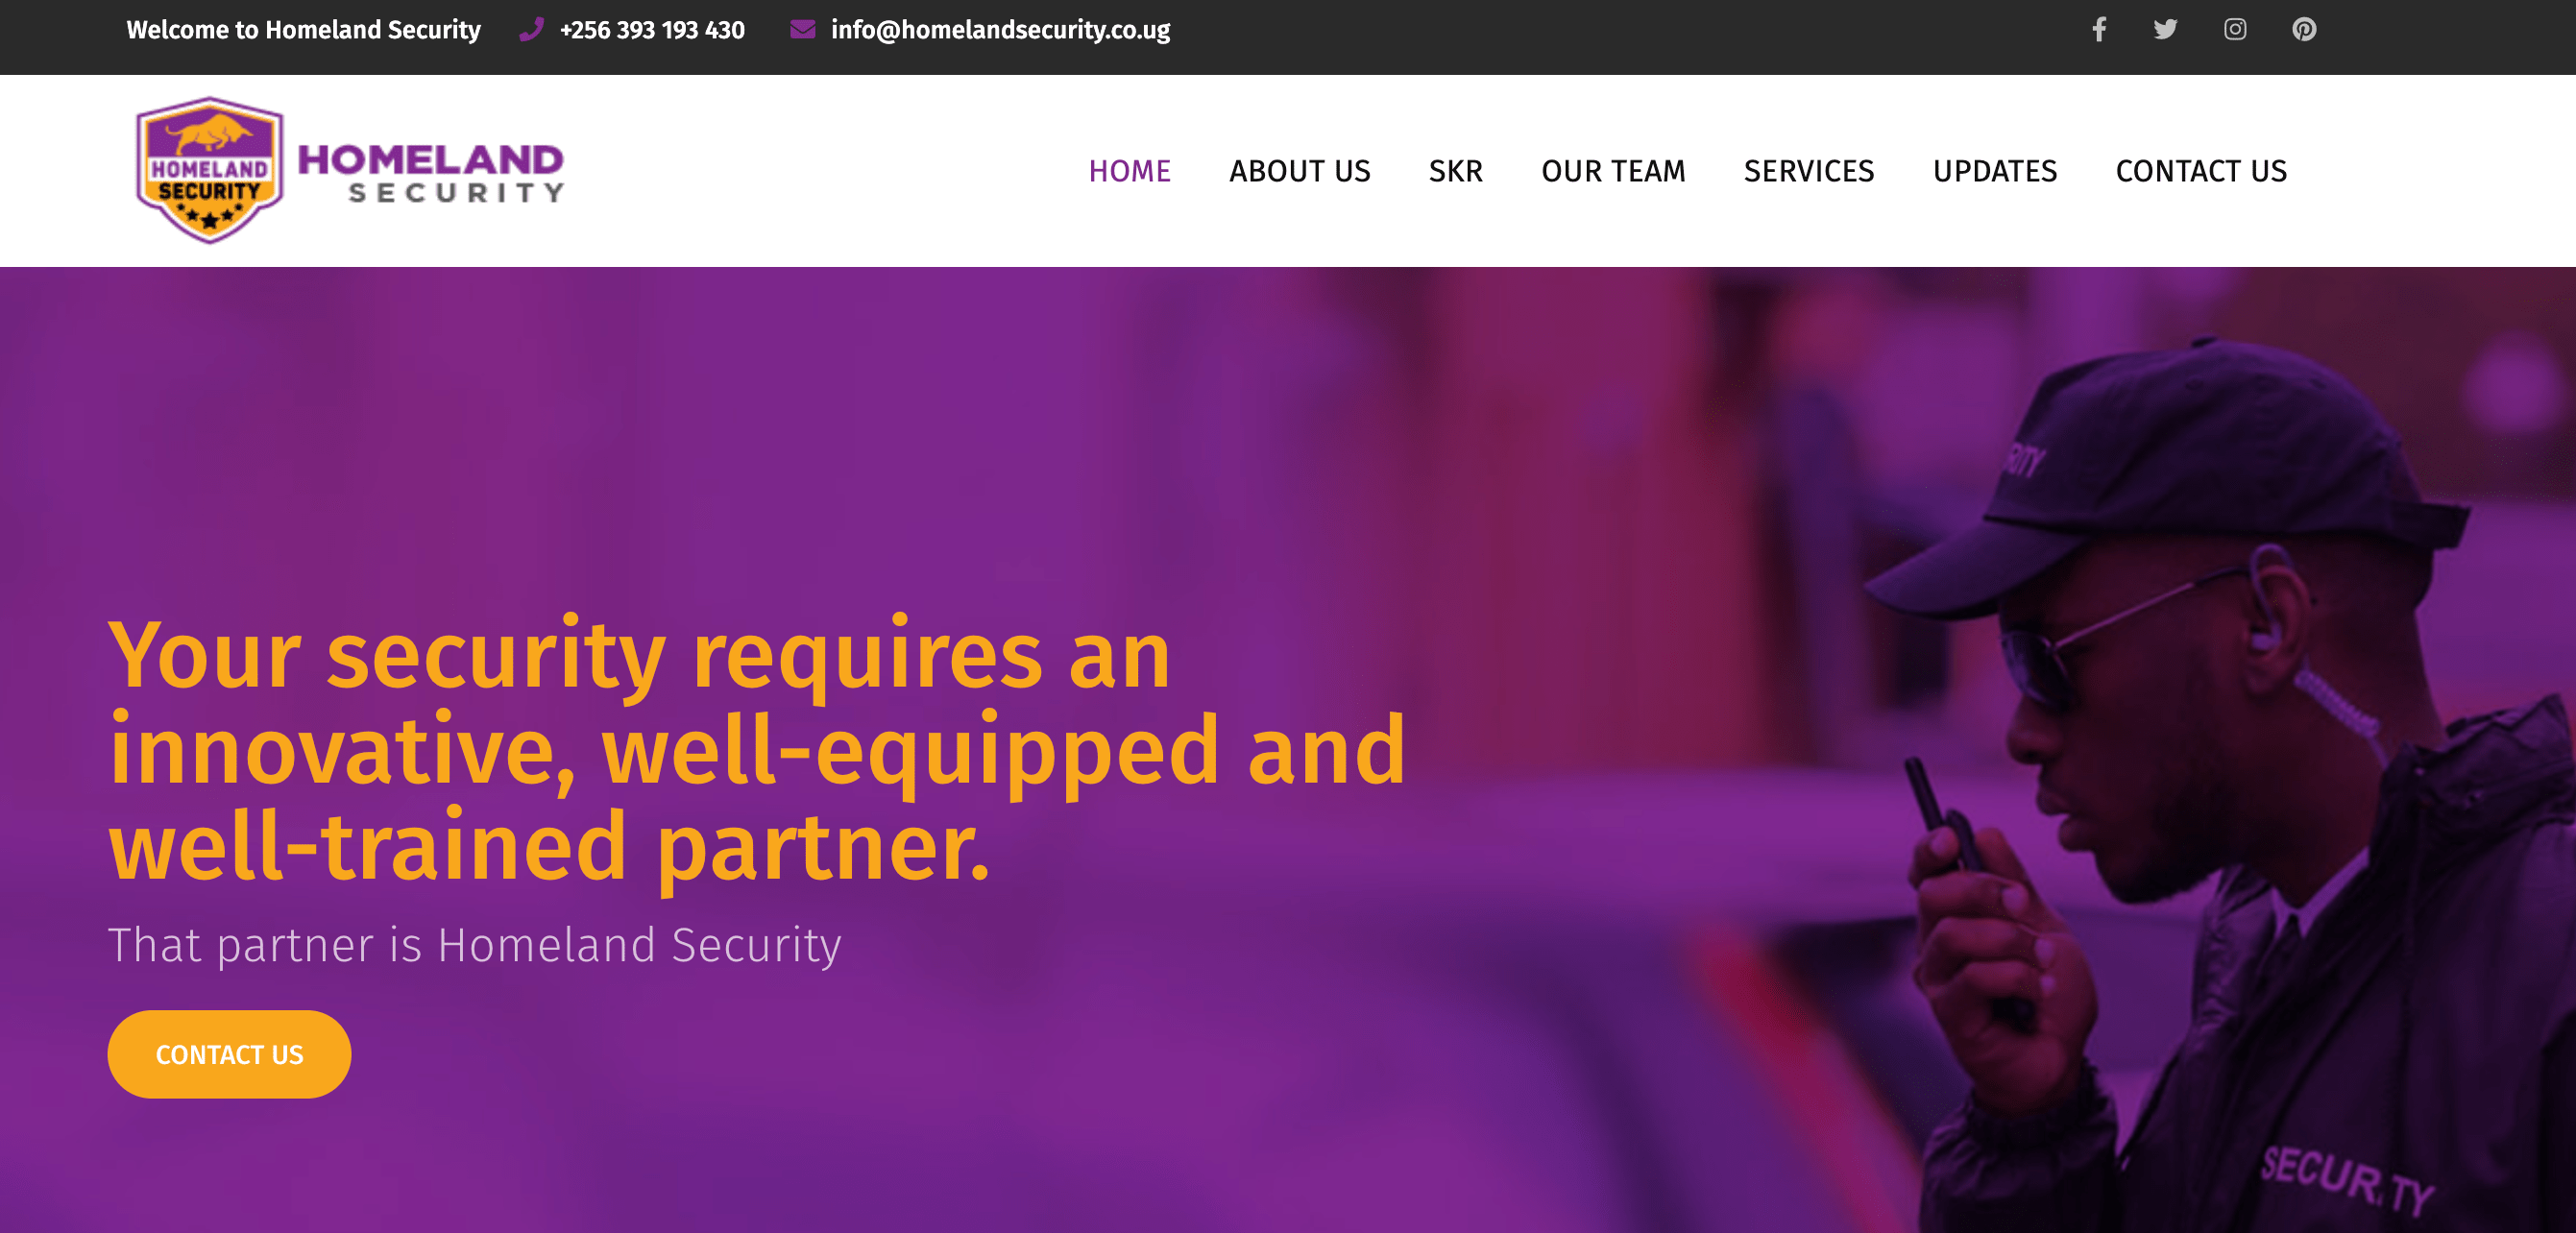 Welcome to Homeland Security +256 393 193 430 info@homelandsecurity.co.ug
HOMELAND
SECURITY
HOMELAND
SECURITY
HOME ABOUT US SKR OUR TEAM SERVICES UPDATES CONTACT US
RITY
Your security requires an
innovative, well-equipped and
well-trained partner.
That partner is Homeland Security
CONTACT US
SECURITY